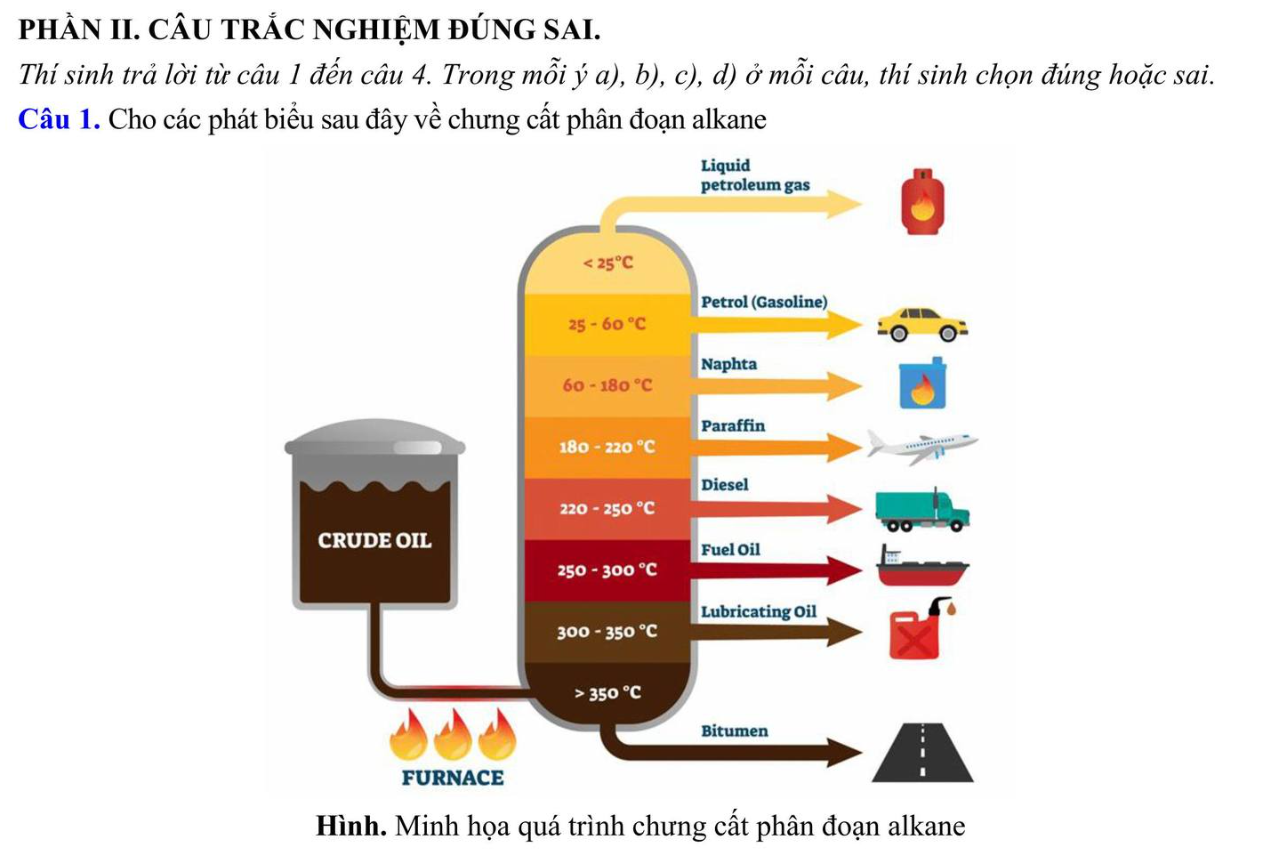 PHẦN II. CÂU TRẮC NGHIỆM ĐÚNG SAI.
Thí sinh trả lời từ câu 1 đến câu 4. Trong mỗi ý a), b), c), d) ở mỗi câu, thí sinh chọn đúng hoặc sai.
Câu 1. Cho các phát biểu sau đây về chưng cất phân đoạn alkane
Liquid
petroleum gas
< 25°C
Petrol (Gasoline)
25 - 60 °C
Naphta
60 - 180 °C
Paraffin
180 - 220 °C
Diesel
220 - 250 °C
CRUDE OIL
Fuel Oil
250 - 300 °C
Lubricating Oil
300 - 350 °C
> 350 °C
Bitumen
FURNACE
Hình. Minh họa quá trình chưng cất phân đoạn alkane